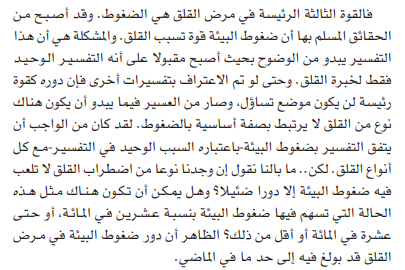 فالقوة الثالثة الرئيسة في مرض القلق هي الضغوط. وقد أصبح من
الحقائق المسلم بها أن ضغوط البيئة قوة تسبب القلق. والمشكلة هي أن هذا
التفسير يبدو من الوضوح بحيث أصبح مقبولا على أنه التفسير الوحيد
فقط لخبرة القلق. وحتى لو تم الاعتراف بتفسيرات أخرى فإن دوره كقوة
رئيسة لن يكون موضع تساؤل، وصار من العسير فيما يبدو أن يكون هناك
نوع من القلق لا يرتبط بصفة أساسية بالضغوط. لقد كان من الواجب أن
يتفق التفسير بضغوط البيئة-باعتباره السبب الوحيد في التفسير-مع كل
أنواع القلق. لكن.. ما بالنا نقول إن وجدنا نوعا من اضطراب القلق لا تلعب
فيه ضغوط البيئة إلا دورا ضئيلا؟ وهل يمكن أن تكون هناك مثل هذه
الحالة التي تسهم فيها ضغوط البيئة بنسبة عشرين في المائة، أو حتى
عشرة في المائة أو أقل من ذلك؟ الظاهر أن دور ضغوط البيئة في مرض
القلق قد بولغ فيه إلى حد ما في الماضي.